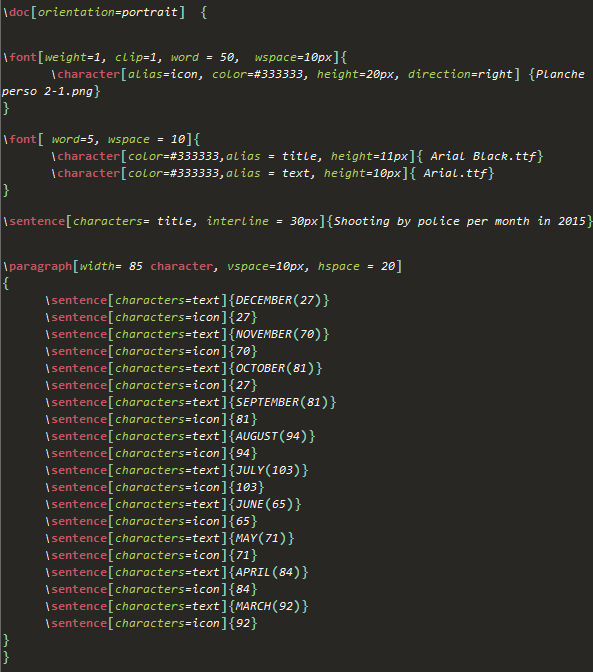 \doc[orientation=portrait]  {
\font[weight=1, clip=1, word = 50,  wspace=10px]{
\character[alias=icon, color=#333333, height=20px, direction=right] {Planche
perso 2-1.png}
}
\font[ word=5, wspace = 10]{
\character[color=#333333,alias = title, height=11px]{ Arial Black.ttf}
\character[color=#333333,alias = text, height=10px]{ Arial.ttf}
}
\sentence[characters= title, interline = 30px]{Shooting by police per month in 2015}
\paragraph[width= 85 character, vspace=10px, hspace = 20]
{
\sentence[characters=text]{DECEMBER(27)}
\sentence[characters=icon]{27}
\sentence[characters=text]{NOVEMBER(70)}
\sentence[characters=icon]{70}
\sentence[characters=text]{OCTOBER(81)}
\sentence[characters=icon]{27}
\sentence[characters=text]{SEPTEMBER(81)}
\sentence[characters=icon]{81}
\sentence[characters=text]{AUGUST(94)}
\sentence[characters=icon]{94}
\sentence[characters=text]{JULY(103)}
\sentence[characters=icon]{103}
\sentence[characters=text]{JUNE(65)}
\sentence[characters=icon]{65}
\sentence[characters=text]{MAY(71)}
\sentence[characters=icon]{71}
\sentence[characters=text]{APRIL(84)}
\sentence[characters=icon]{84}
\sentence[characters=text]{MARCH(92)}
\sentence[characters=icon]{92}
}
}